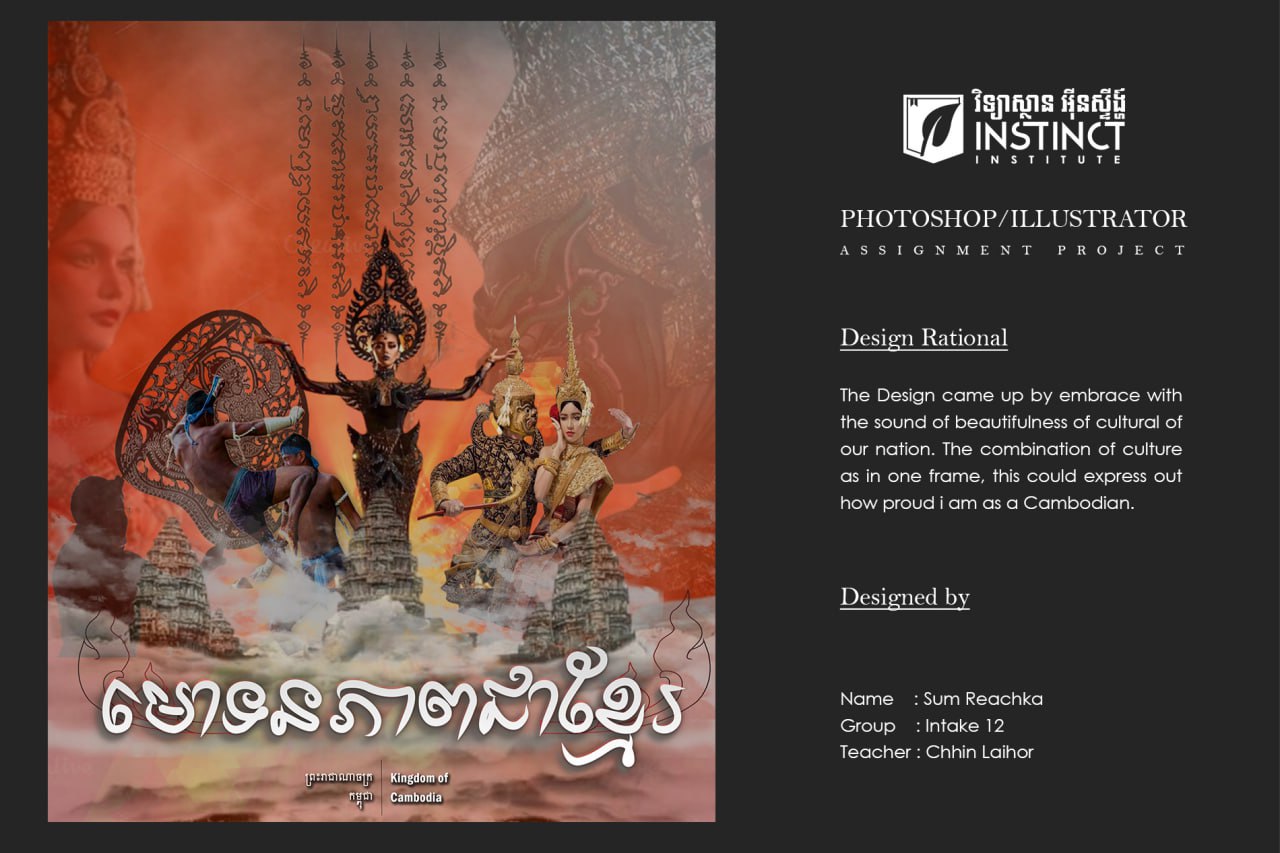 មោទនភាពជាខ្មែរ
ព្រះរាជាណាចក្រ
កម្ពុជា
Kingdom of
Cambodia
វិទ្យាស្ថាន អ៊ីនស្ទីង្ហ៍
INSTINCT
INSTITUTE
PHOTOSHOP/ILLUSTRATOR
ASSIGNMENT PROJECT
Design Rational
The Design came up by embrace with
the sound of beautifulness of cultural of
our nation. The combination of culture
as in one frame, this could express out
how proud i am as a Cambodian.
Designed by
Name : Sum Reachka
Group : Intake 12
Teacher : Chhin Laihor